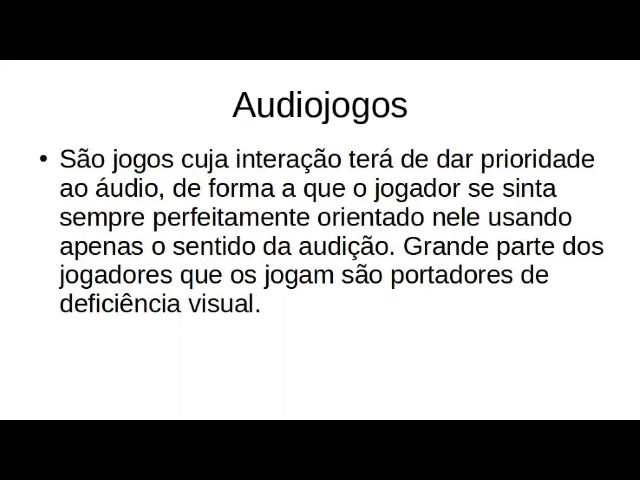 Audiojogos
• São jogos cuja interação terá de dar prioridade
ao áudio, de forma a que o jogador se sinta
sempre perfeitamente orientado nele usando
apenas o sentido da audição. Grande parte dos
jogadores que os jogam são portadores de
deficiência visual.